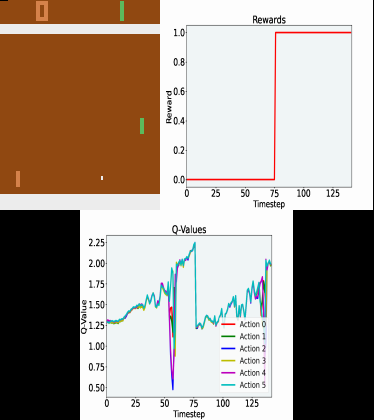 0 1
Rewards
1.0
0.8
0.6
0.4
0.2
0.0
Reward
0 25 50 75 100 125
Timestep
Q-Values
2.25
2.00
1.75
1.50
1.25
1.00
0.75
0.50
Q-Value
Action 0
Action 1
Action 2
Action 3
Action 4
Action 5
0 25 50 75 100 125
Timestep